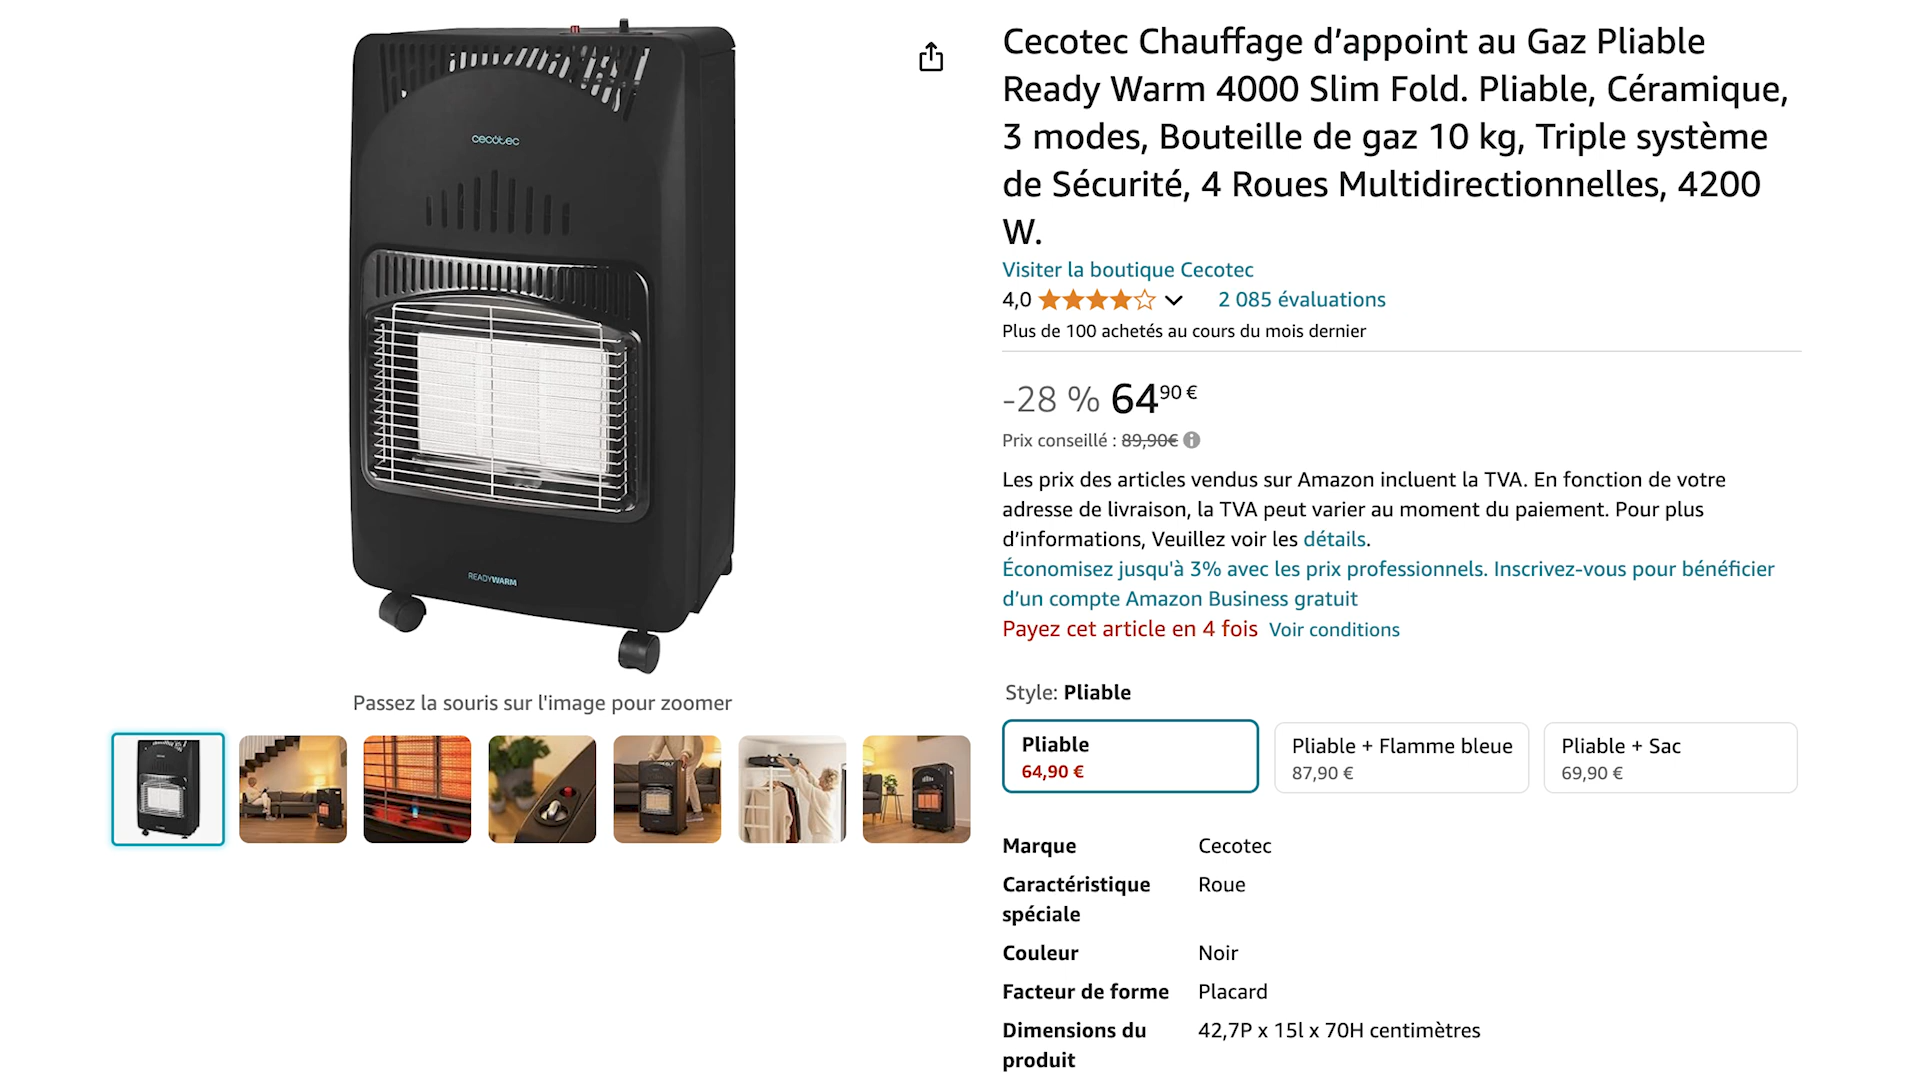 cecotec
READYWARM
Passez la souris sur l'image pour zoomer
Cecotec Chauffage d’appoint au Gaz Pliable
Ready Warm 4000 Slim Fold. Pliable, Céramique,
3 modes, Bouteille de gaz 10 kg, Triple système
de Sécurité, 4 Roues Multidirectionnelles, 4200
W.
Visiter la boutique Cecotec
4,0 2 085 évaluations
Plus de 100 achetés au cours du mois dernier
-28 % 64,90 €
Prix conseillé : 89,90€
Les prix des articles vendus sur Amazon incluent la TVA. En fonction de votre
adresse de livraison, la TVA peut varier au moment du paiement. Pour plus
d’informations, Veuillez voir les détails.
Économisez jusqu'à 3% avec les prix professionnels. Inscrivez-vous pour bénéficier
d’un compte Amazon Business gratuit
Payez cet article en 4 fois Voir conditions
Style: Pliable
Pliable
64,90 €
Pliable + Flamme bleue
87,90 €
Pliable + Sac
69,90 €
Marque Cecotec
Caractéristique spéciale Roue
Couleur Noir
Facteur de forme Placard
Dimensions du produit 42,7P x 15l x 70H centimètres